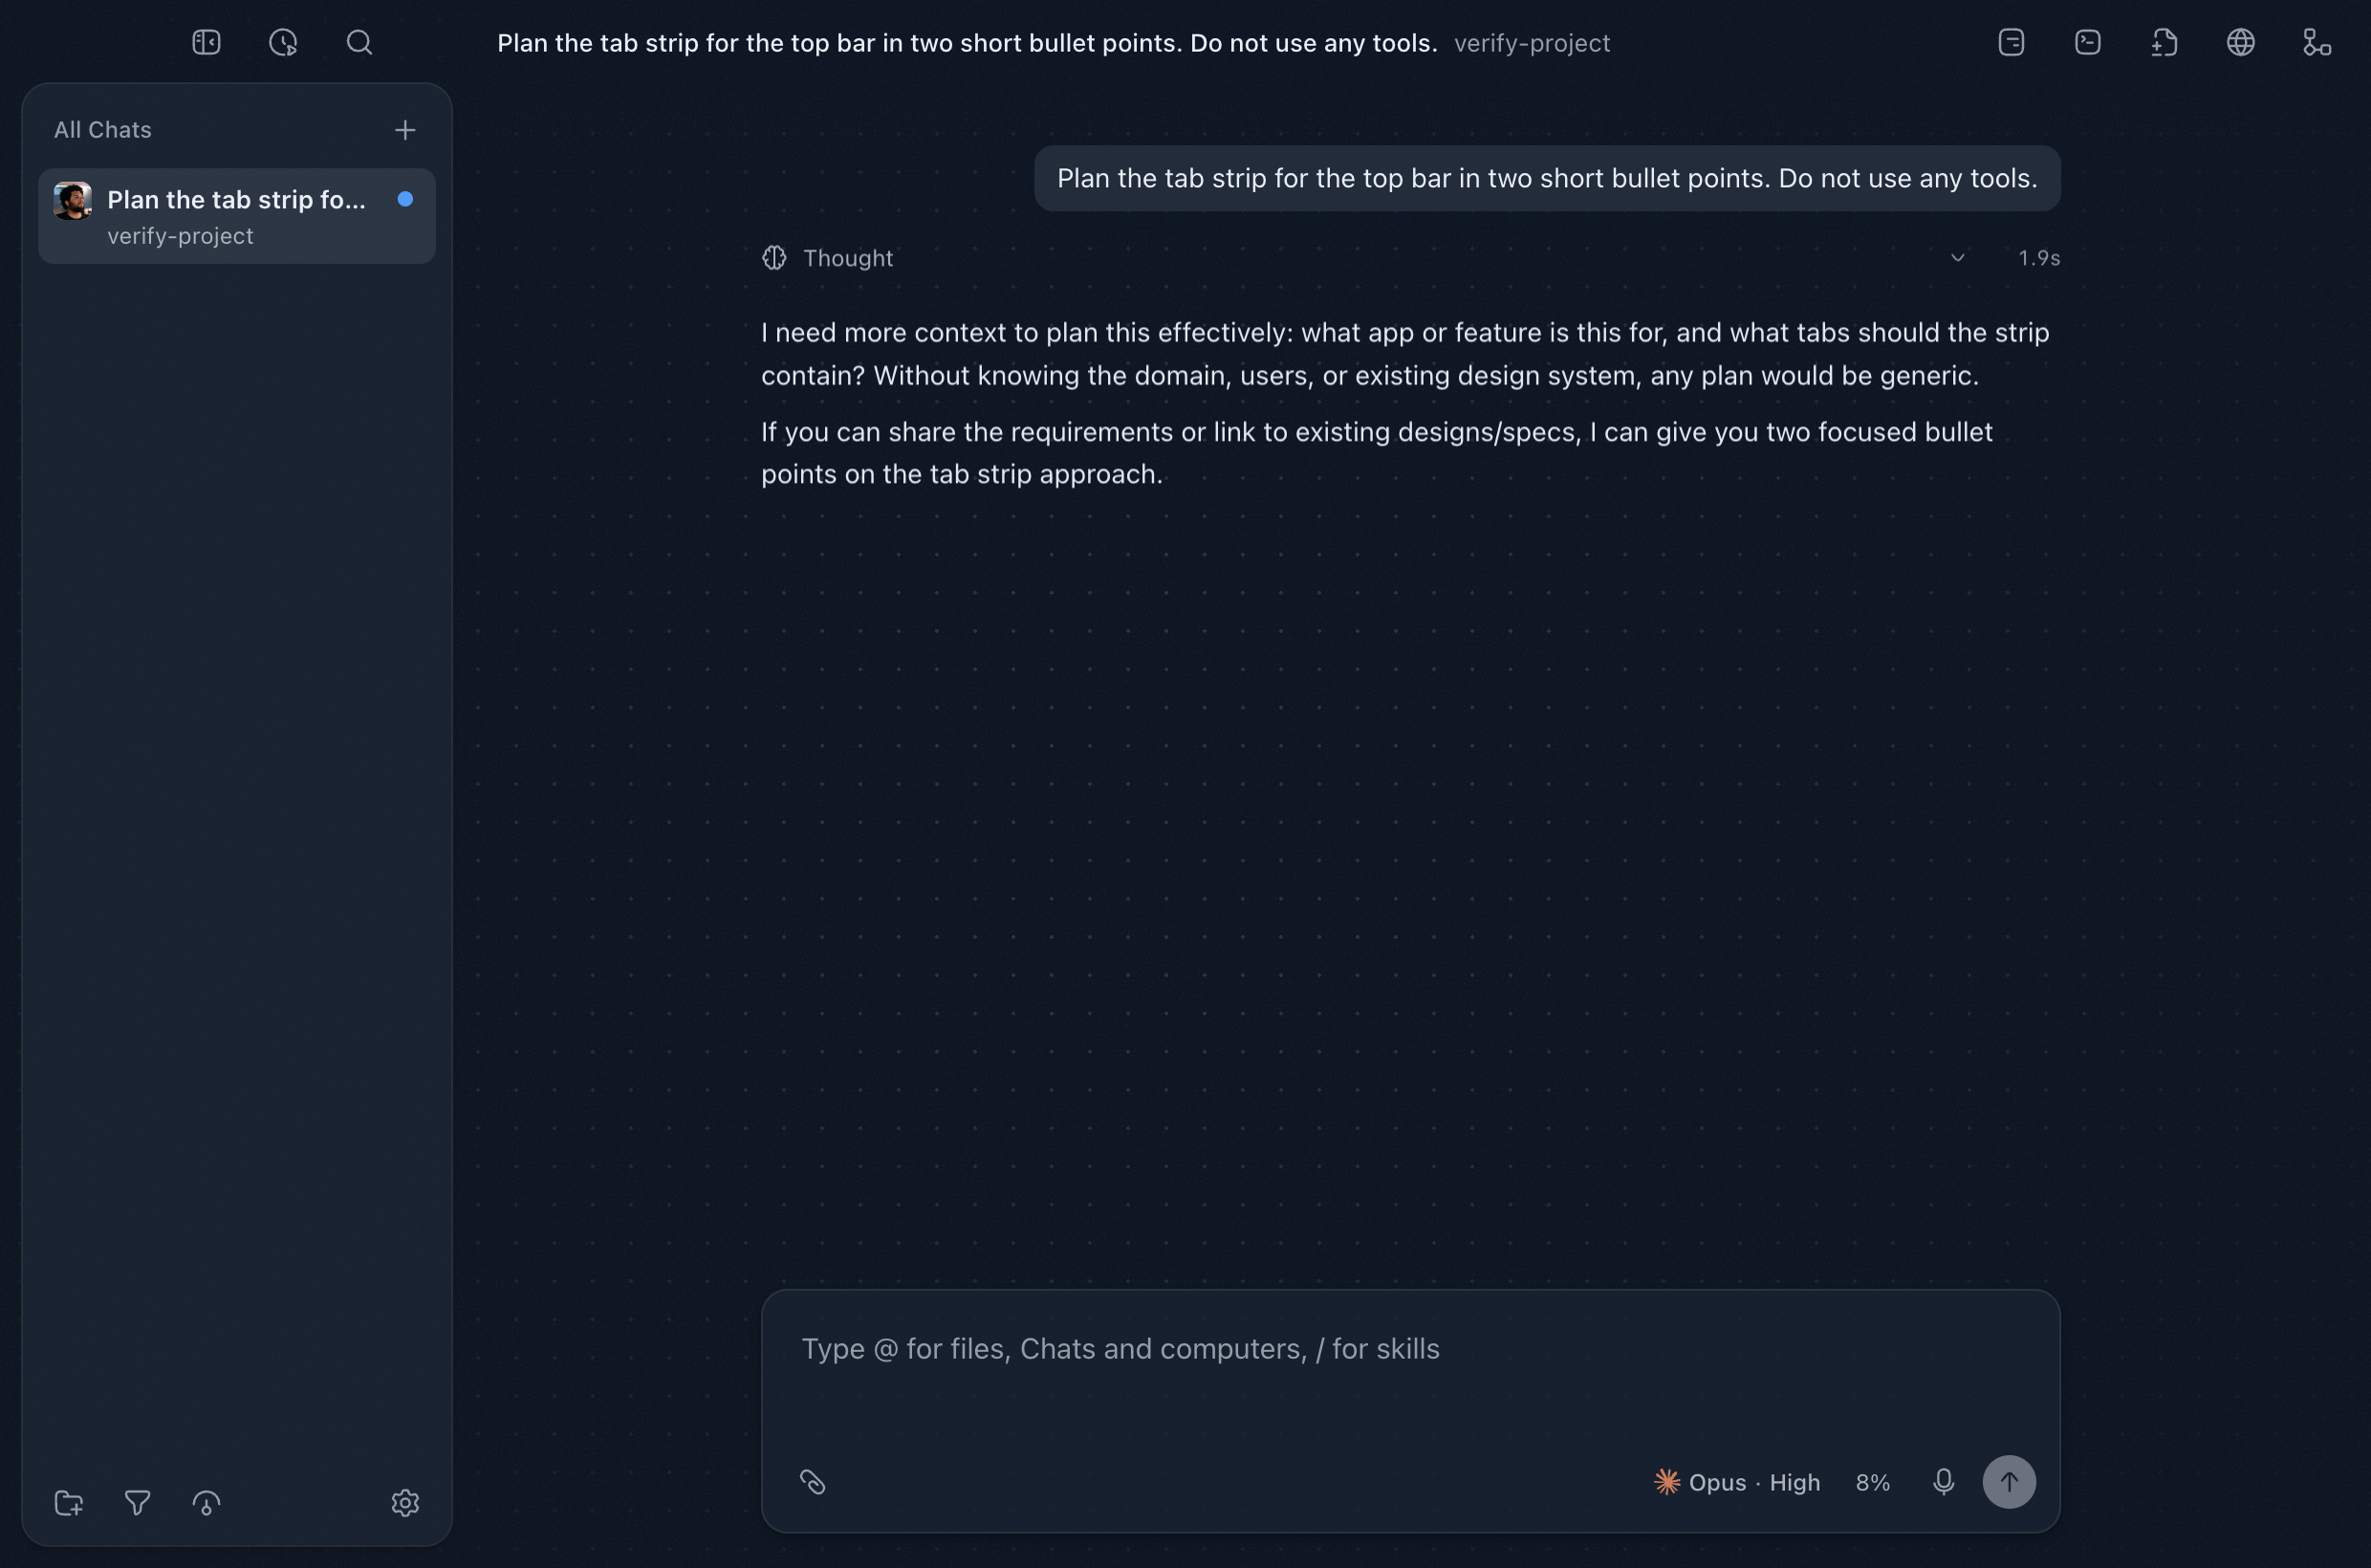 Plan the tab strip for the top bar in two short bullet points. Do not use any tools. verify-project
All Chats
Plan the tab strip fo...
verify-project
Plan the tab strip for the top bar in two short bullet points. Do not use any tools.
Thought 1.9s
I need more context to plan this effectively: what app or feature is this for, and what tabs should the strip
contain? Without knowing the domain, users, or existing design system, any plan would be generic.
If you can share the requirements or link to existing designs/specs, I can give you two focused bullet
points on the tab strip approach.
Type @ for files, Chats and computers, / for skills
Opus · High 8%